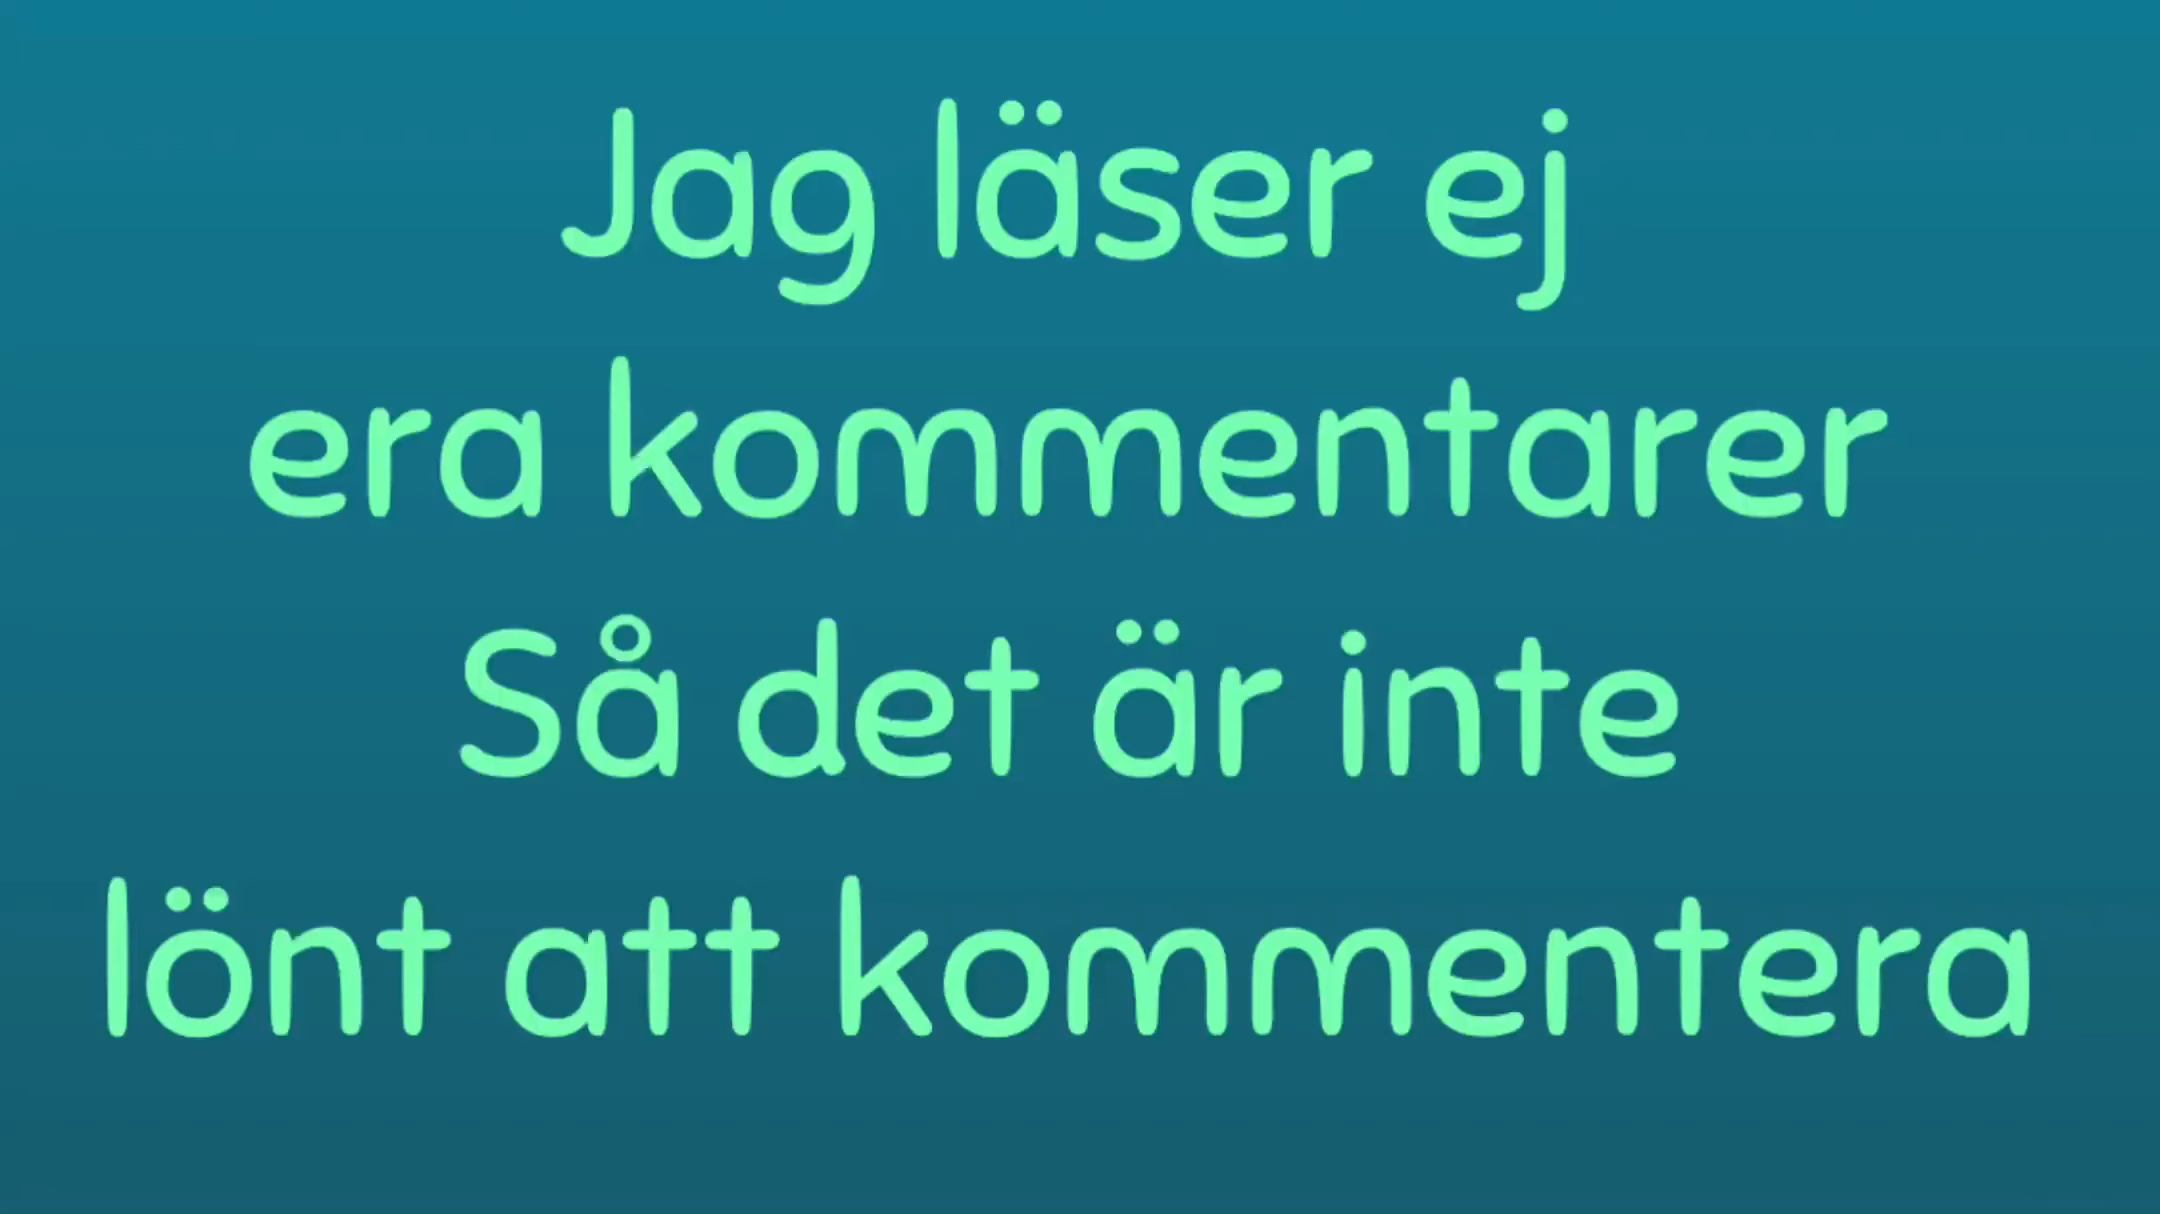 Jag läser ej
era kommentarer
Så det är inte
lönt att kommentera